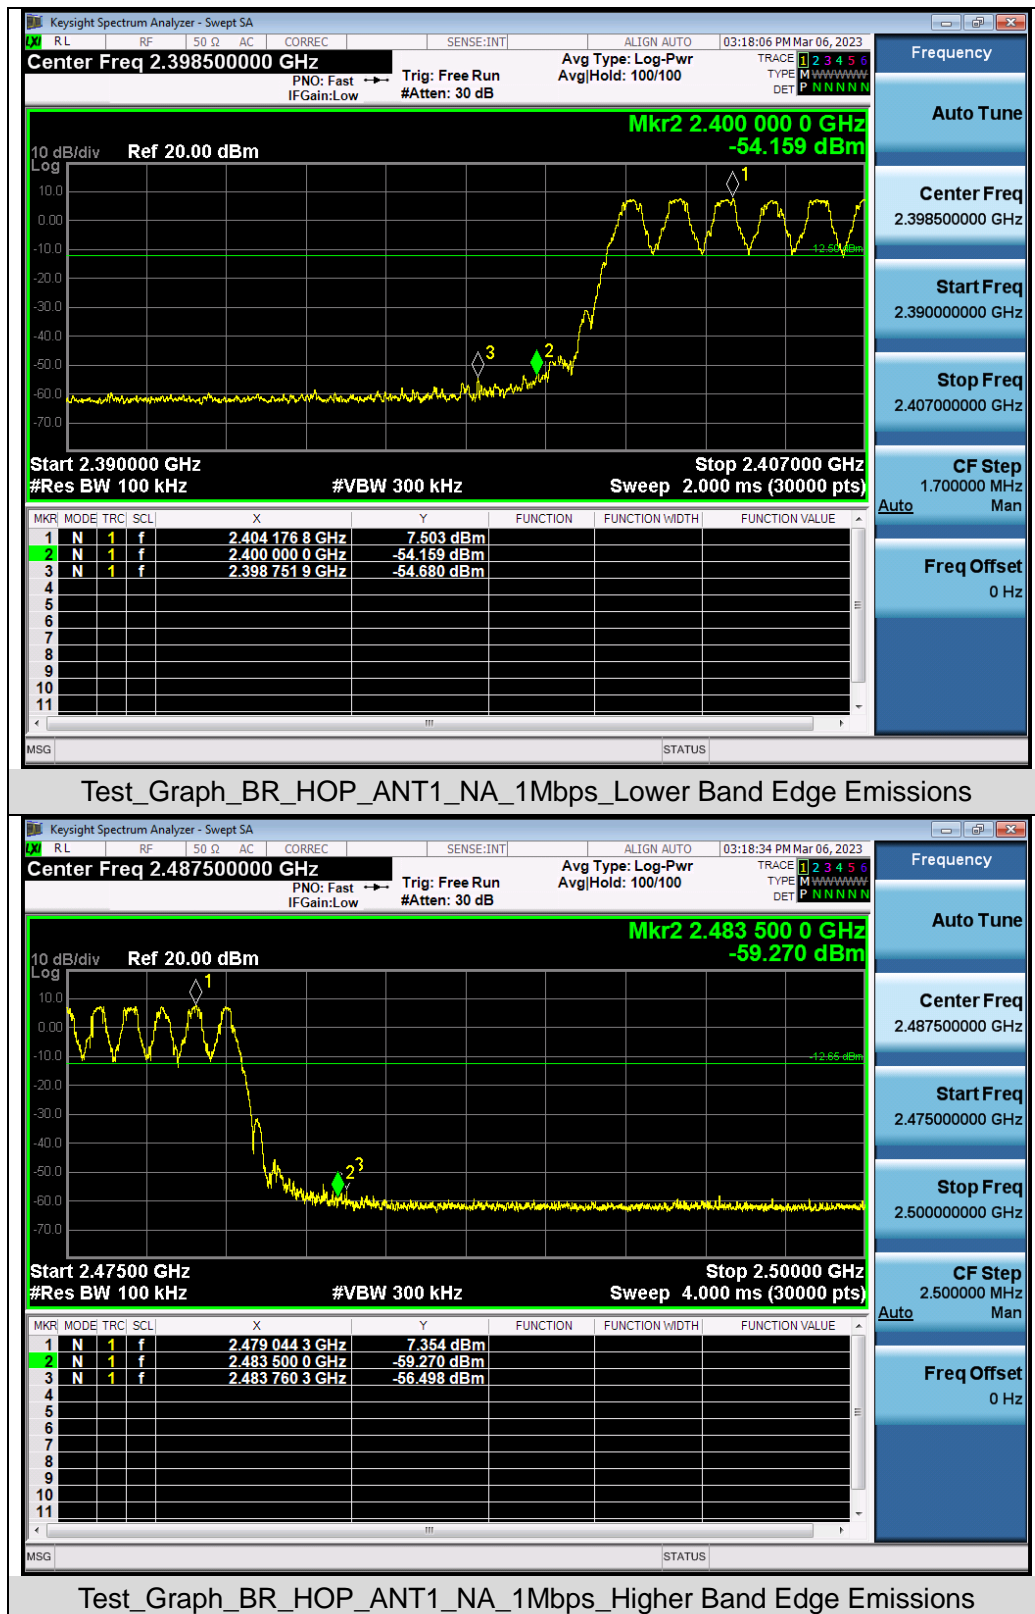 Keysight Spectrum Analyzer - Swept SA
LXI RL RF 50 Ω AC CORREC SENSE:INT ALIGN AUTO 03:18:06 PM Mar 06, 2023
Center Freq 2.398500000 GHz
PNO: Fast
IFGain:Low
Trig: Free Run
#Atten: 30 dB
Avg Type: Log-Pwr
Avg|Hold: 100/100
TRACE 1 2 3 4 5 6
TYPE M WWWWW
DET P N N N N N
Mkr2 2.400 000 0 GHz
-54.159 dBm
10 dB/div Ref 20.00 dBm
Log
10.0
0.00
-10.0
-20.0
-30.0
-40.0
-50.0
-60.0
-70.0
1
2
3
-12.50 dBm
Start 2.390000 GHz Stop 2.407000 GHz
#Res BW 100 kHz #VBW 300 kHz Sweep 2.000 ms (30000 pts)
MKR MODE TRC SCL X Y FUNCTION FUNCTION WIDTH FUNCTION VALUE
1 N 1 f 2.404 176 8 GHz 7.503 dBm
2 N 1 f 2.400 000 0 GHz -54.159 dBm
3 N 1 f 2.398 751 9 GHz -54.680 dBm
4
5
6
7
8
9
10
11
MSG STATUS
Frequency
Auto Tune
Center Freq
2.398500000 GHz
Start Freq
2.390000000 GHz
Stop Freq
2.407000000 GHz
CF Step
1.700000 MHz
Auto Man
Freq Offset
0 Hz
Test_Graph_BR_HOP_ANT1_NA_1Mbps_Lower Band Edge Emissions
Keysight Spectrum Analyzer - Swept SA
LXI RL RF 50 Ω AC CORREC SENSE:INT ALIGN AUTO 03:18:34 PM Mar 06, 2023
Center Freq 2.487500000 GHz
PNO: Fast
IFGain:Low
Trig: Free Run
#Atten: 30 dB
Avg Type: Log-Pwr
Avg|Hold: 100/100
TRACE 1 2 3 4 5 6
TYPE M WWWWW
DET P N N N N N
Mkr2 2.483 500 0 GHz
-59.270 dBm
10 dB/div Ref 20.00 dBm
Log
10.0
0.00
-10.0
-20.0
-30.0
-40.0
-50.0
-60.0
-70.0
1
2
3
-12.65 dBm
Start 2.47500 GHz Stop 2.50000 GHz
#Res BW 100 kHz #VBW 300 kHz Sweep 4.000 ms (30000 pts)
MKR MODE TRC SCL X Y FUNCTION FUNCTION WIDTH FUNCTION VALUE
1 N 1 f 2.479 044 3 GHz 7.354 dBm
2 N 1 f 2.483 500 0 GHz -59.270 dBm
3 N 1 f 2.483 760 3 GHz -56.498 dBm
4
5
6
7
8
9
10
11
MSG STATUS
Frequency
Auto Tune
Center Freq
2.487500000 GHz
Start Freq
2.475000000 GHz
Stop Freq
2.500000000 GHz
CF Step
2.500000 MHz
Auto Man
Freq Offset
0 Hz
Test_Graph_BR_HOP_ANT1_NA_1Mbps_Higher Band Edge Emissions